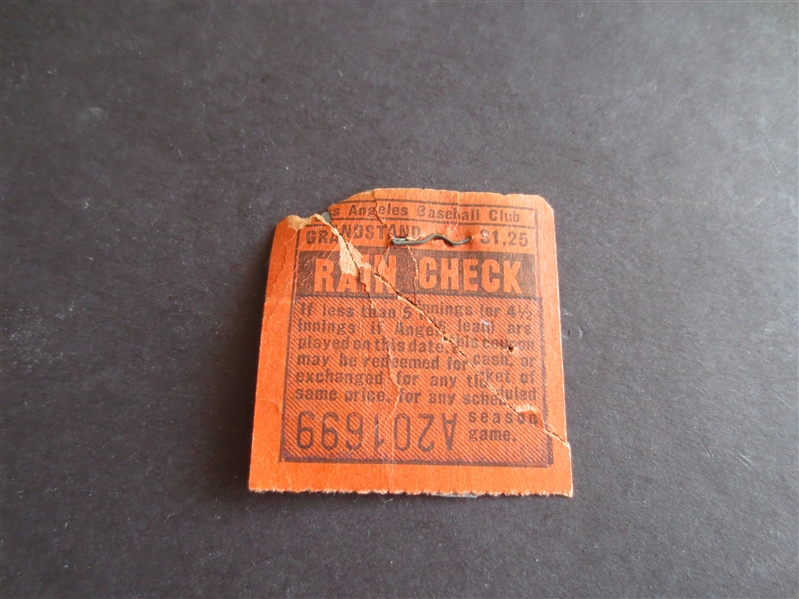 s Angeles Baseball Club
GRANDSTAND $1.25
RAIN CHECK
If less than 5 innings (or 4½
innings if Angels lead) are
played on this date, this coupon
may be redeemed for cash, or
exchanged for any ticket of
same price, for any scheduled
season
game.
A201699